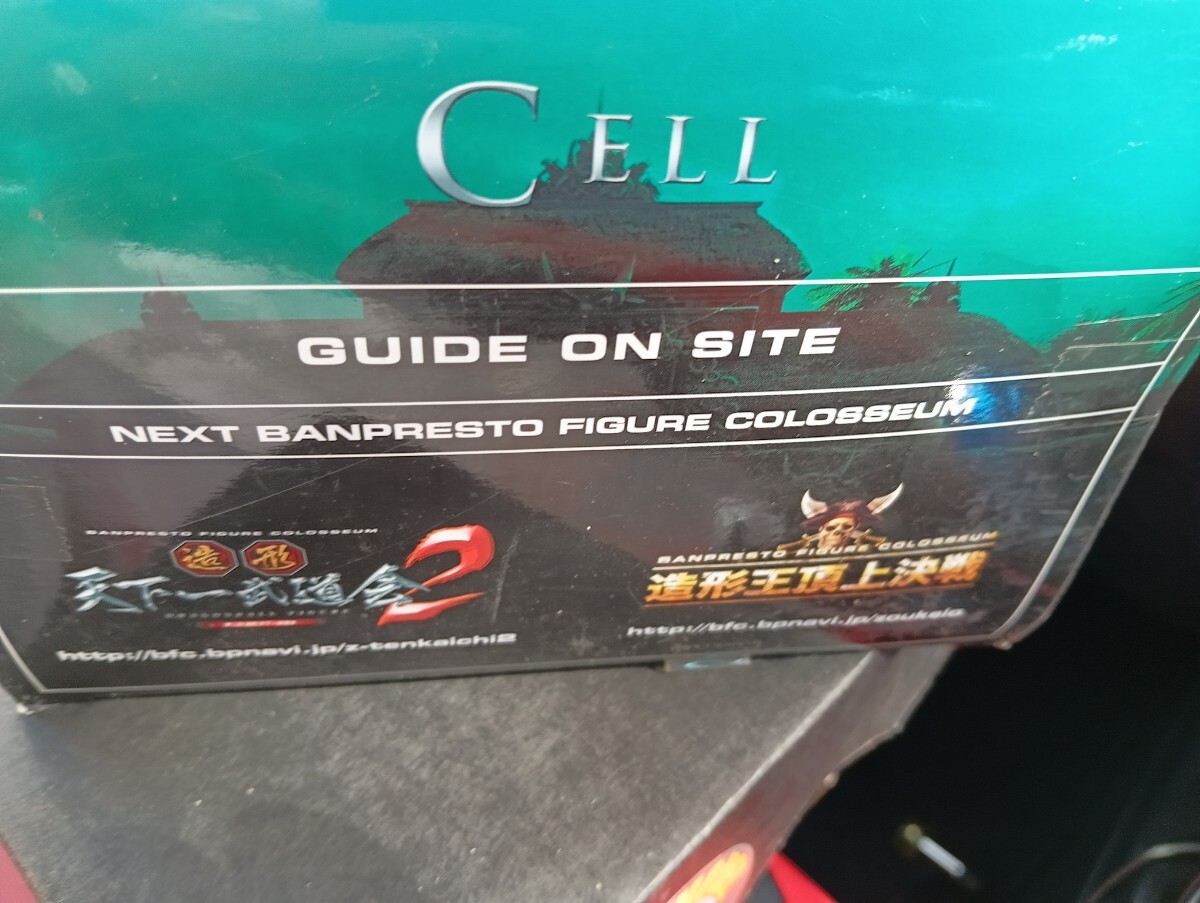 CELL
GUIDE ON SITE
NEXT BANPRESTO FIGURE COLOSSEUM
BANPRESTO FIGURE COLOSSEUM
造形
天下一武道会2
http://bfc.bpnavi.jp/z-tenkaichi2
BANPRESTO FIGURE COLOSSEUM
造形王頂上決戦
http://bfc.bpnavi.jp/zoukeio